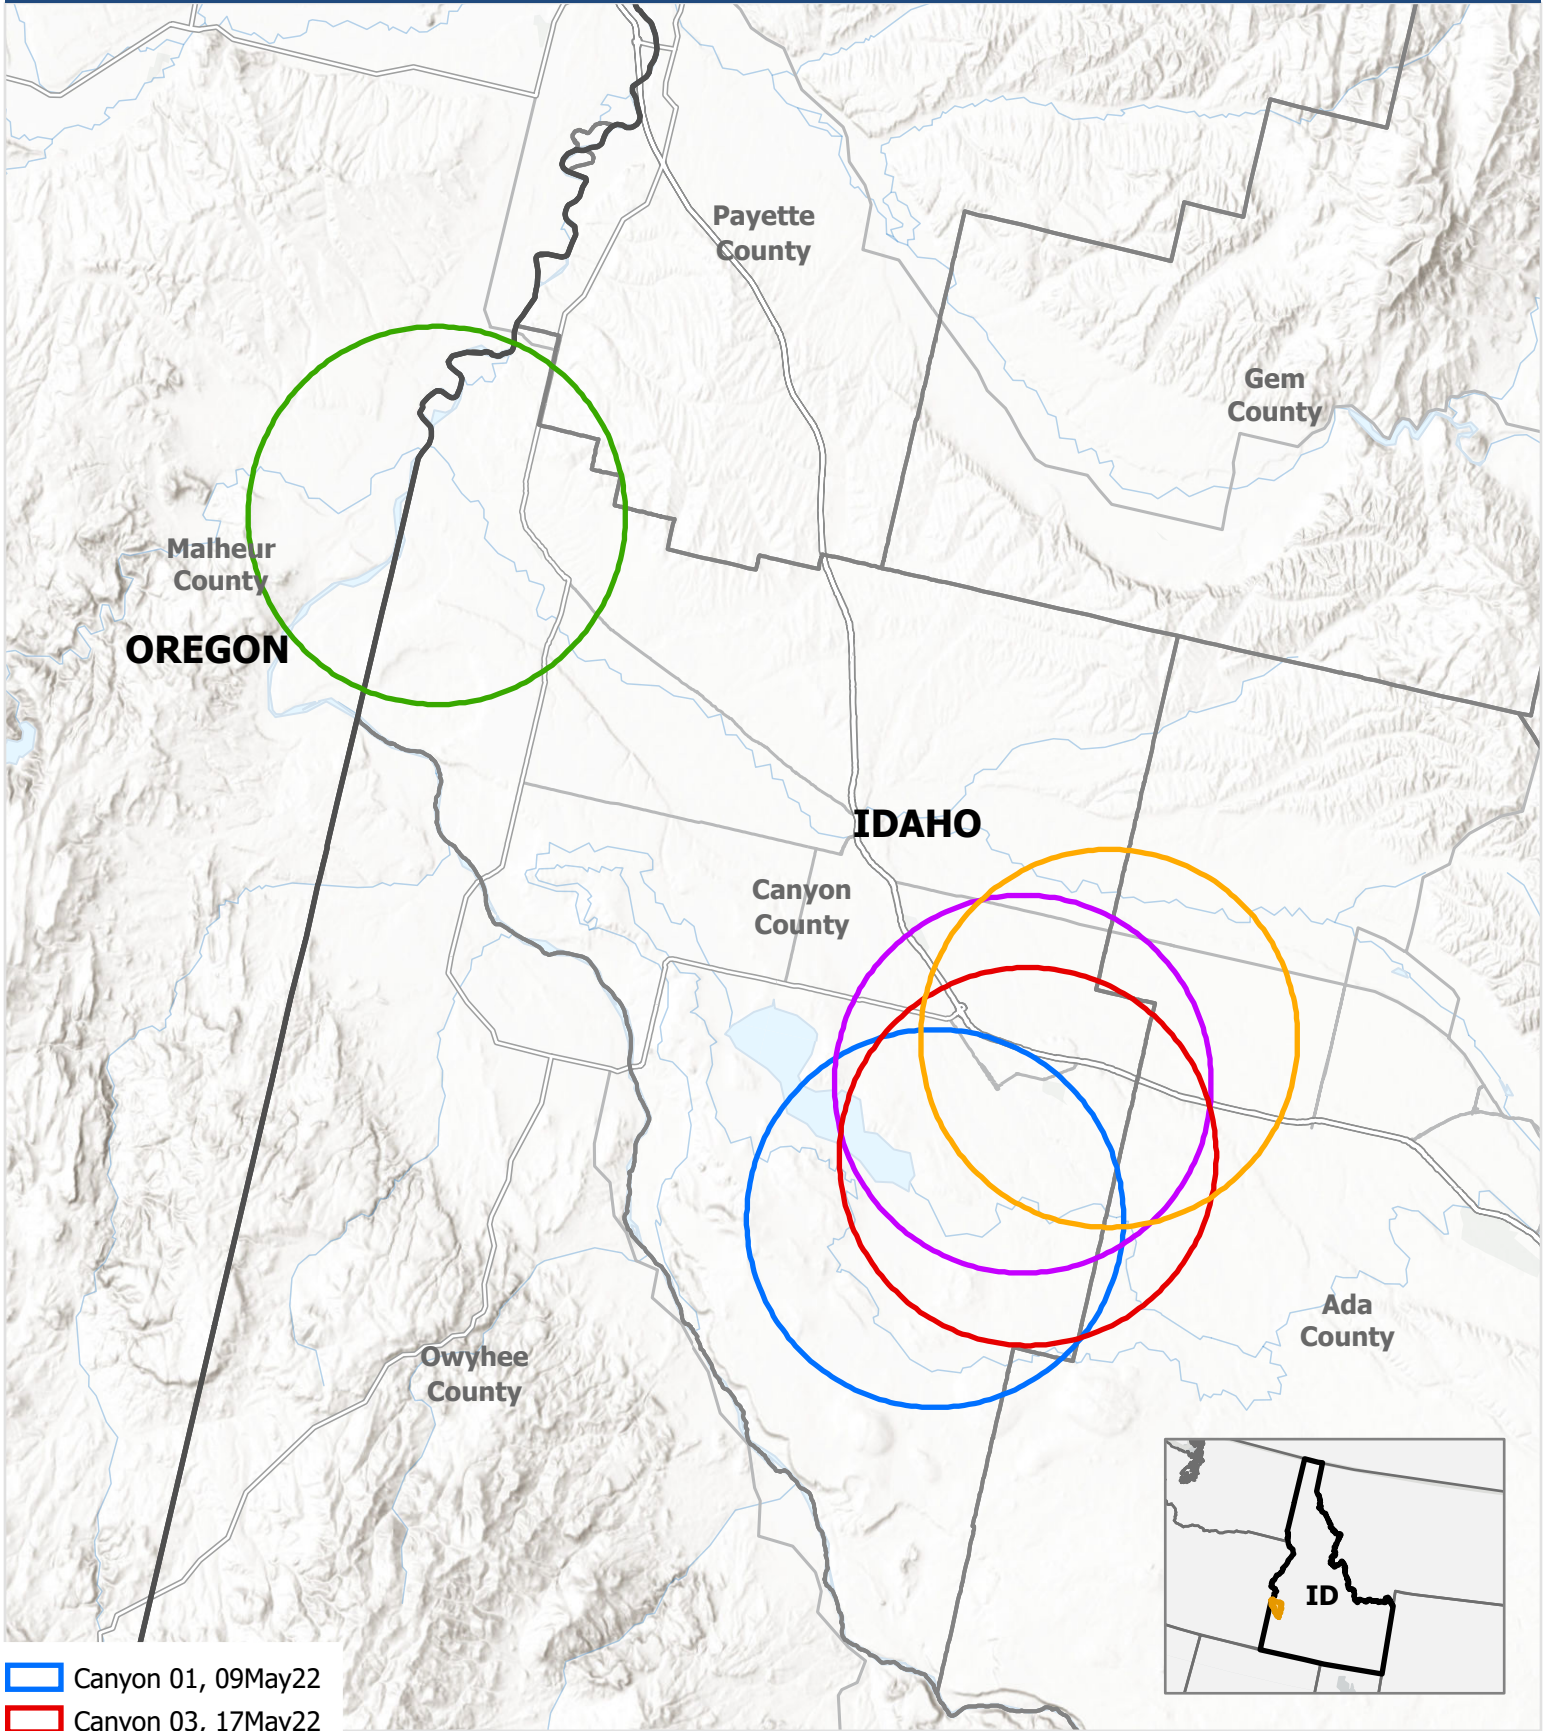 Payette
County
Gem
County
Malheur
County
OREGON
IDAHO
Canyon
County
Ada
County
Owyhee
County
ID
Canyon 01, 09May22
Canyon 03, 17May22